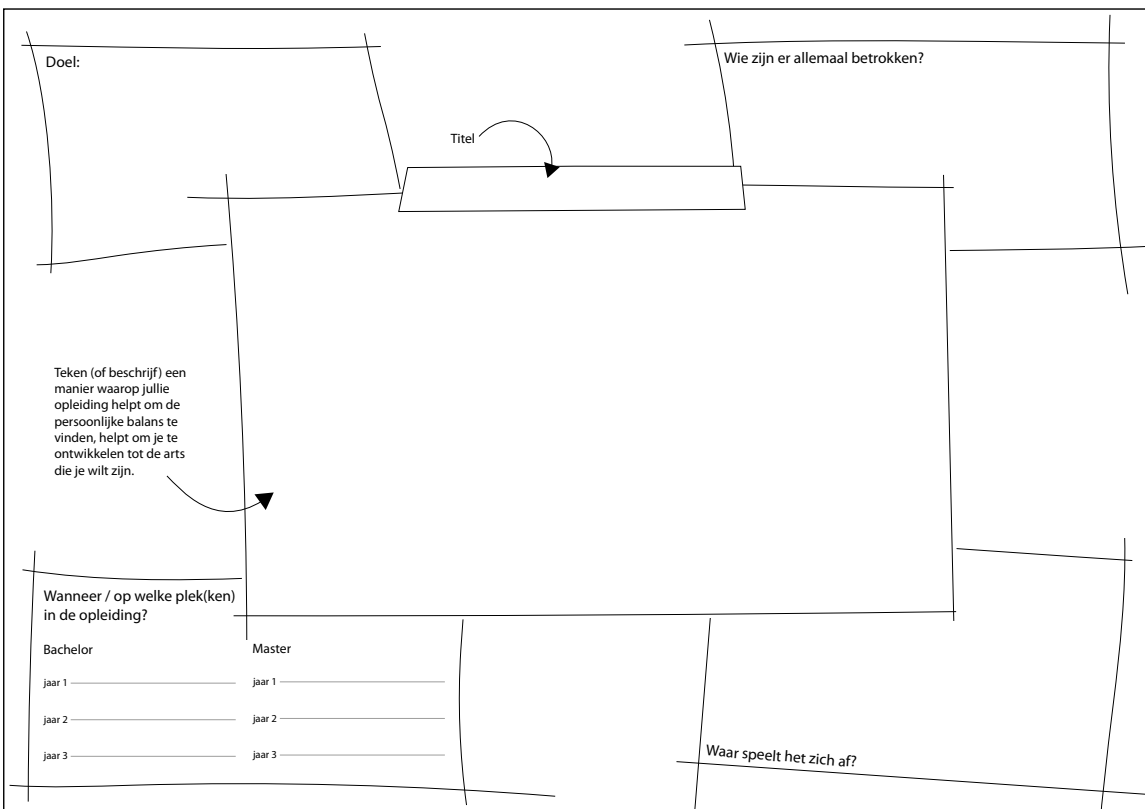 Doel:
Wie zijn er allemaal betrokken?
Titel
Teken (of beschrijf) een
manier waarop jullie
opleiding helpt om de
persoonlijke balans te
vinden, helpt om je te
ontwikkelen tot de arts
die je wilt zijn.
Wanneer / op welke plek(ken)
in de opleiding?
Bachelor Master
jaar 1 jaar 1
jaar 2 jaar 2
jaar 3 jaar 3
Waar speelt het zich af?